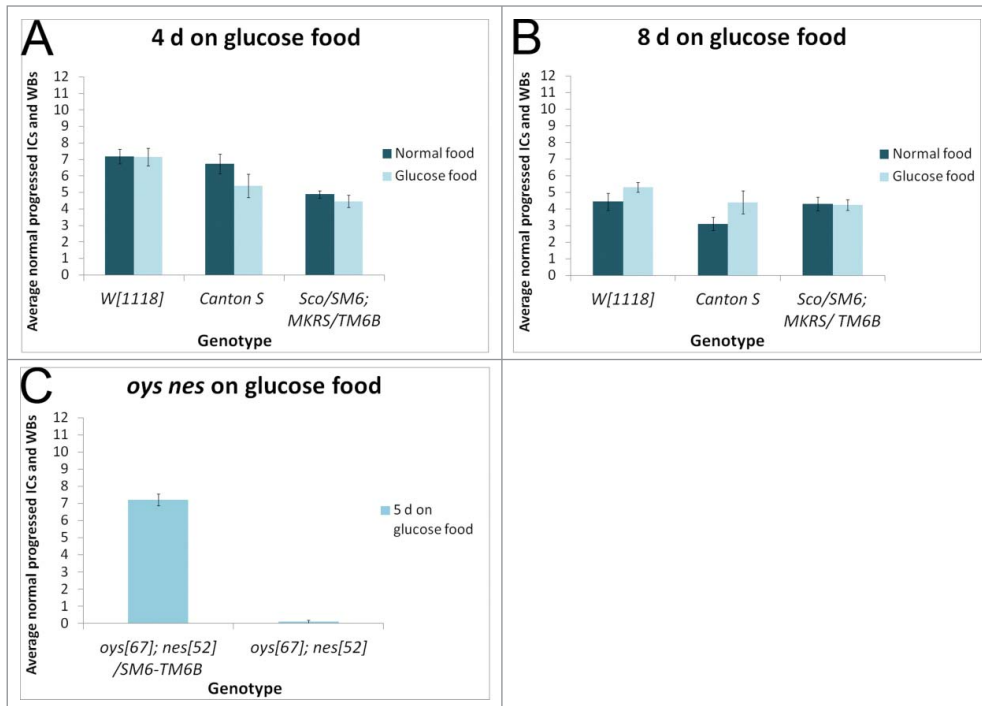 A
4 d on glucose food
Average normal progressed ICs and WBs
12
11
10
9
8
7
6
5
4
3
2
1
0
W[1118]
Canton S
Sco/SM6;
MKRS/TM6B
Genotype
Normal food
Glucose food
B
8 d on glucose food
Average normal progressed ICs and WBs
12
11
10
9
8
7
6
5
4
3
2
1
0
W[1118]
Canton S
Sco/SM6;
MKRS/ TM6B
Genotype
Normal food
Glucose food
C
oys nes on glucose food
Average normal progressed ICs and WBs
12
11
10
9
8
7
6
5
4
3
2
1
0
oys[67]; nes[52]
/SM6-TM6B
oys[67]; nes[52]
Genotype
5 d on
glucose food